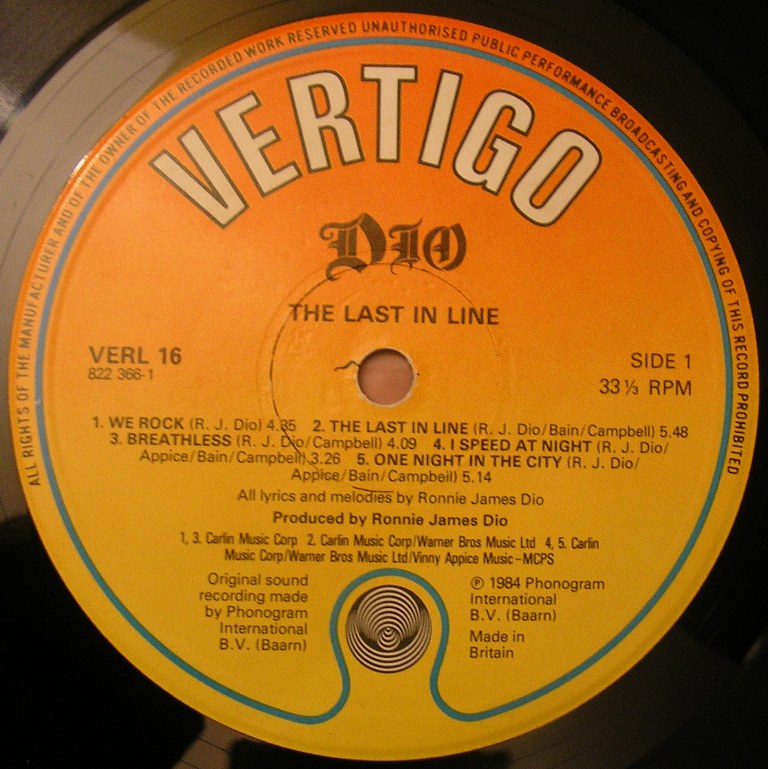 ALL RIGHTS OF THE MANUFACTURER AND OF THE OWNER OF THE RECORDED WORK RESERVED UNAUTHORISED PUBLIC PERFORMANCE BROADCASTING AND COPYING OF THIS RECORD PROHIBITED
VERTIGO
DIO
THE LAST IN LINE
VERL 16
822 366-1
SIDE 1
33 ⅓ RPM
1. WE ROCK (R. J. Dio) 4.35 2. THE LAST IN LINE (R. J. Dio/Bain/Campbell) 5.48
3. BREATHLESS (R. J. Dio/Campbell) 4.09 4. I SPEED AT NIGHT (R. J. Dio/
Appice/Bain/Campbell) 3.26 5. ONE NIGHT IN THE CITY (R. J. Dio/
Appice/Bain/Campbell) 5.14
All lyrics and melodies by Ronnie James Dio
Produced by Ronnie James Dio
1, 3. Carlin Music Corp 2. Carlin Music Corp/Warner Bros Music Ltd 4, 5. Carlin
Music Corp/Warner Bros Music Ltd/Vinny Appice Music–MCPS
Original sound
recording made
by Phonogram
International
B.V. (Baarn)
℗ 1984 Phonogram
International
B.V. (Baarn)
Made in
Britain